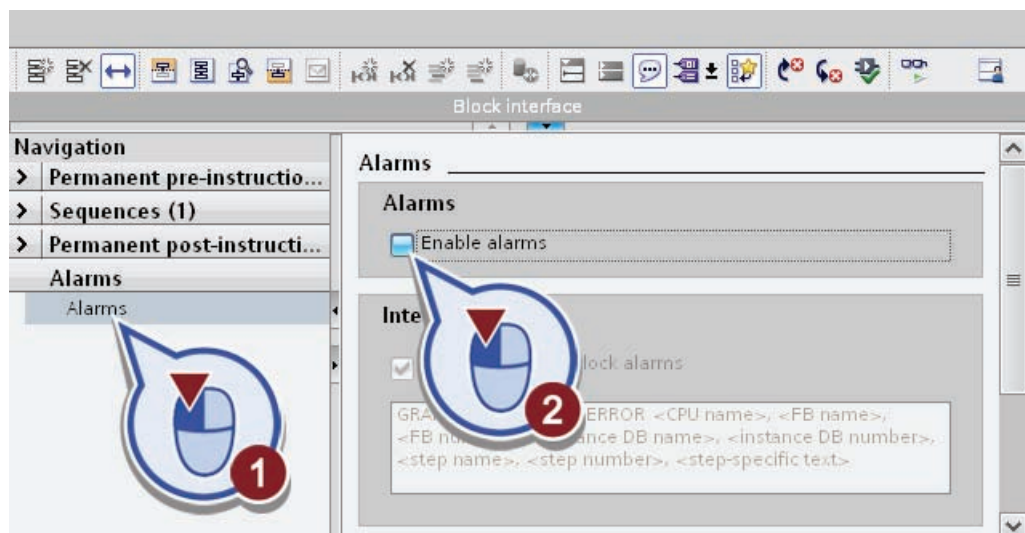 Block interface
Navigation
Permanent pre-instructio...
Sequences (1)
Permanent post-instructi...
Alarms
Alarms
Alarms
Alarms
Enable alarms
Inte
lock alarms
GRA ERROR <CPU name>, <FB name>,
<FB nu ance DB name>, <instance DB number>,
<step name>, <step number>, <step-specific text>
1
2